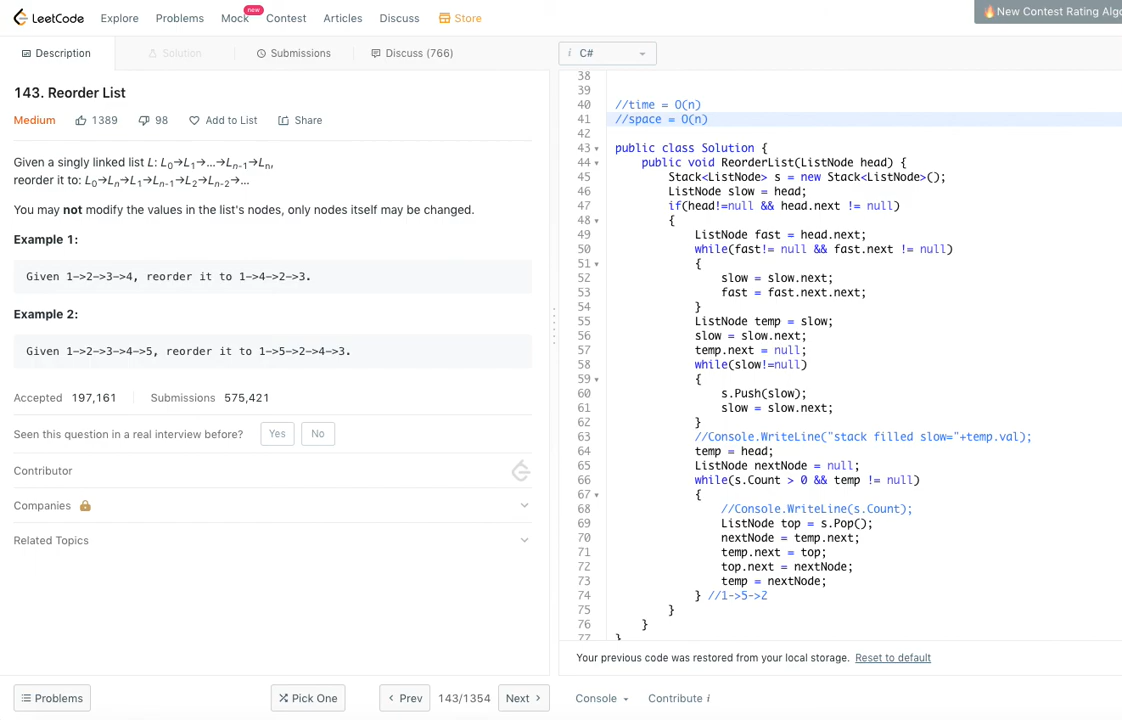 LeetCode Explore Problems Mock new Contest Articles Discuss Store
🔥New Contest Rating
Description Solution Submissions Discuss (766)
i C#
143. Reorder List
Medium 1389 98 Add to List Share
Given a singly linked list L: L0→L1→…→Ln-1→Ln,
reorder it to: L0→Ln→L1→Ln-1→L2→Ln-2→…
You may not modify the values in the list's nodes, only nodes itself may be changed.
Example 1:
Given 1->2->3->4, reorder it to 1->4->2->3.
Example 2:
Given 1->2->3->4->5, reorder it to 1->5->2->4->3.
Accepted 197,161 Submissions 575,421
Seen this question in a real interview before? Yes No
Contributor
Companies
Related Topics
Problems Pick One < Prev 143/1354 Next >
38
39
40 //time = O(n)
41 //space = O(n)
42
43 public class Solution {
44 public void ReorderList(ListNode head) {
45 Stack<ListNode> s = new Stack<ListNode>();
46 ListNode slow = head;
47 if(head!=null && head.next != null)
48 {
49 ListNode fast = head.next;
50 while(fast!= null && fast.next != null)
51 {
52 slow = slow.next;
53 fast = fast.next.next;
54 }
55 ListNode temp = slow;
56 slow = slow.next;
57 temp.next = null;
58 while(slow!=null)
59 {
60 s.Push(slow);
61 slow = slow.next;
62 }
63 //Console.WriteLine("stack filled slow="+temp.val);
64 temp = head;
65 ListNode nextNode = null;
66 while(s.Count > 0 && temp != null)
67 {
68 //Console.WriteLine(s.Count);
69 ListNode top = s.Pop();
70 nextNode = temp.next;
71 temp.next = top;
72 top.next = nextNode;
73 temp = nextNode;
74 } //1->5->2
75 }
76 }
77 }
Your previous code was restored from your local storage. Reset to default
Console Contribute i